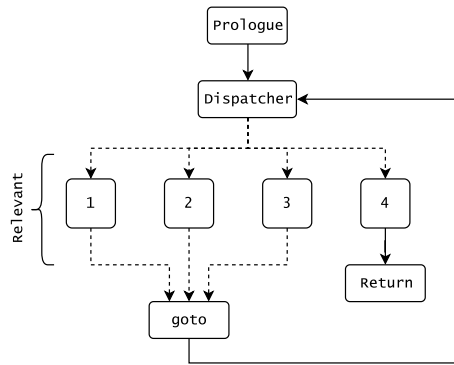 Prologue
Dispatcher
Relevant
1
2
3
4
Return
goto